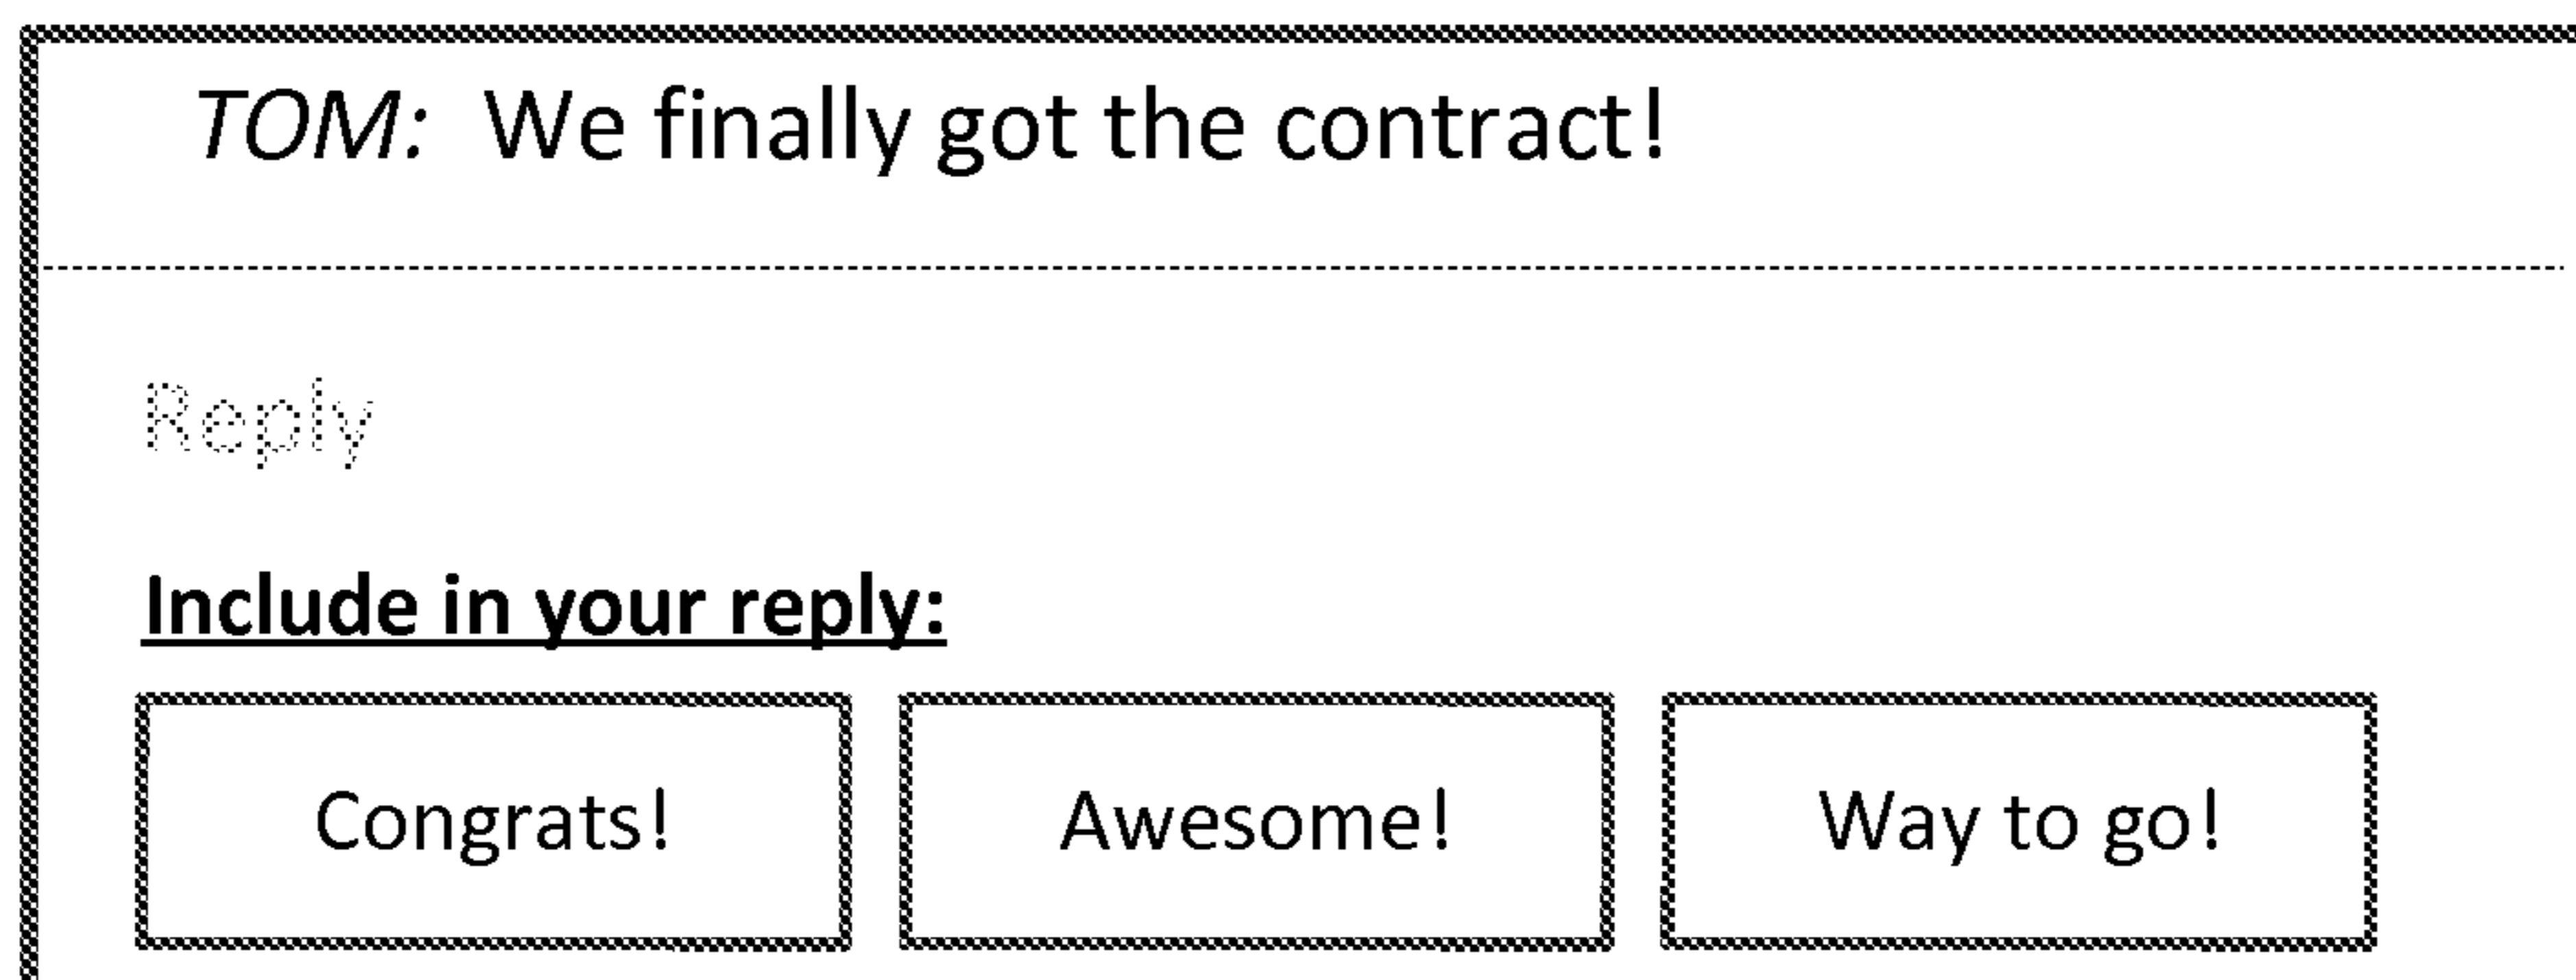 TOM: We finally got the contract!
Reply
Include in your reply:
Congrats! Awesome! Way to go!